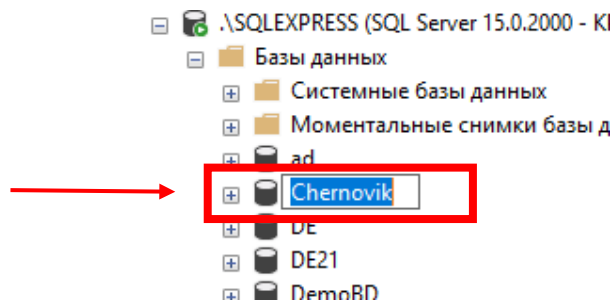 .\SQLEXPRESS (SQL Server 15.0.2000 -
Базы данных
Системные базы данных
Моментальные снимки базы
ad
Chernovik
DE
DE21
DemoBD